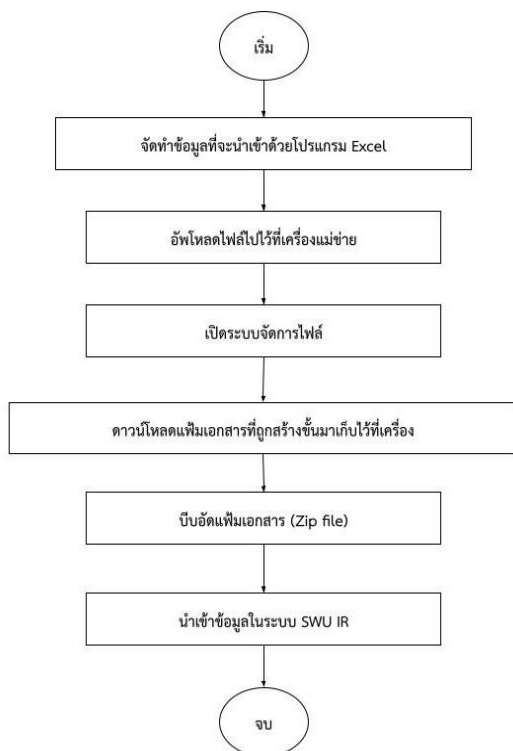 เริ่ม
จัดทำข้อมูลที่จะนำเข้าด้วยโปรแกรม Excel
อัพโหลดไฟล์ไปไว้ที่เครื่องแม่ข่าย
เปิดระบบจัดการไฟล์
ดาวน์โหลดแฟ้มเอกสารที่ถูกสร้างขั้นมาเก็บไว้ที่เครื่อง
บีบอัดแฟ้มเอกสาร (Zip file)
นำเข้าข้อมูลในระบบ SWU IR
จบ